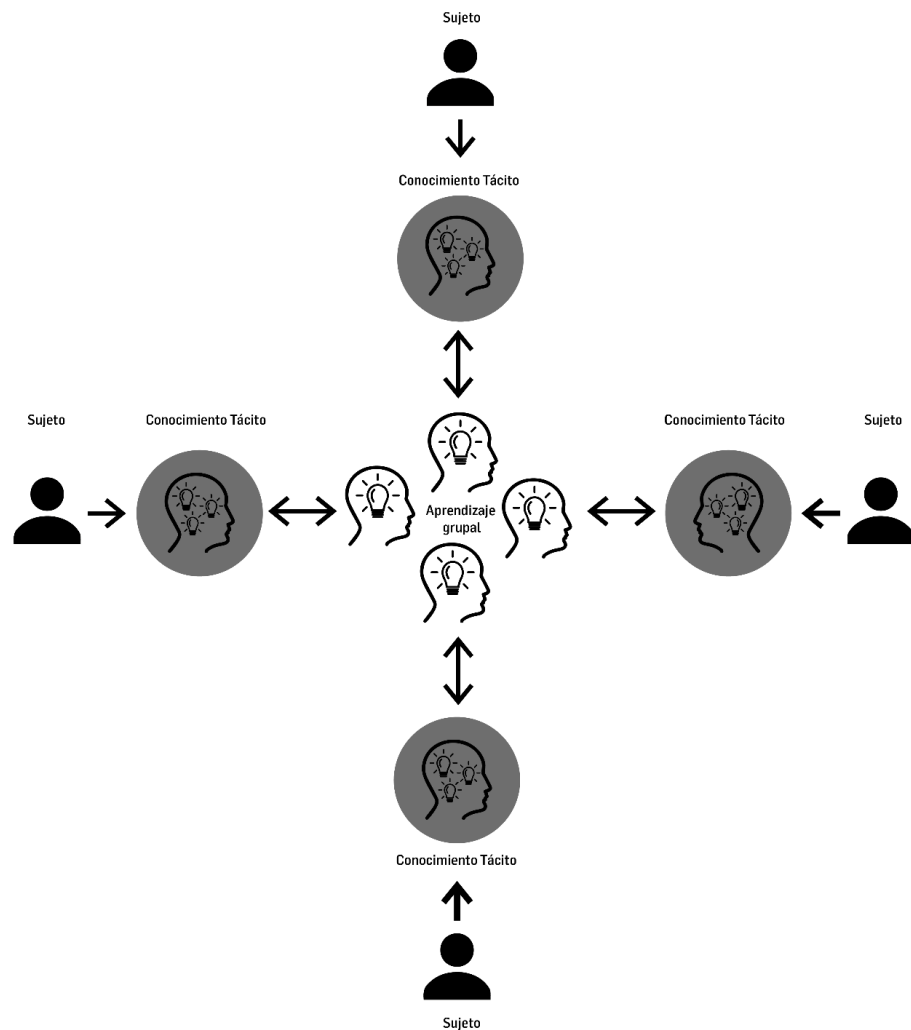 Sujeto
Conocimiento Tácito
Sujeto
Conocimiento Tácito
Conocimiento Tácito
Sujeto
Aprendizaje
grupal
Conocimiento Tácito
Sujeto